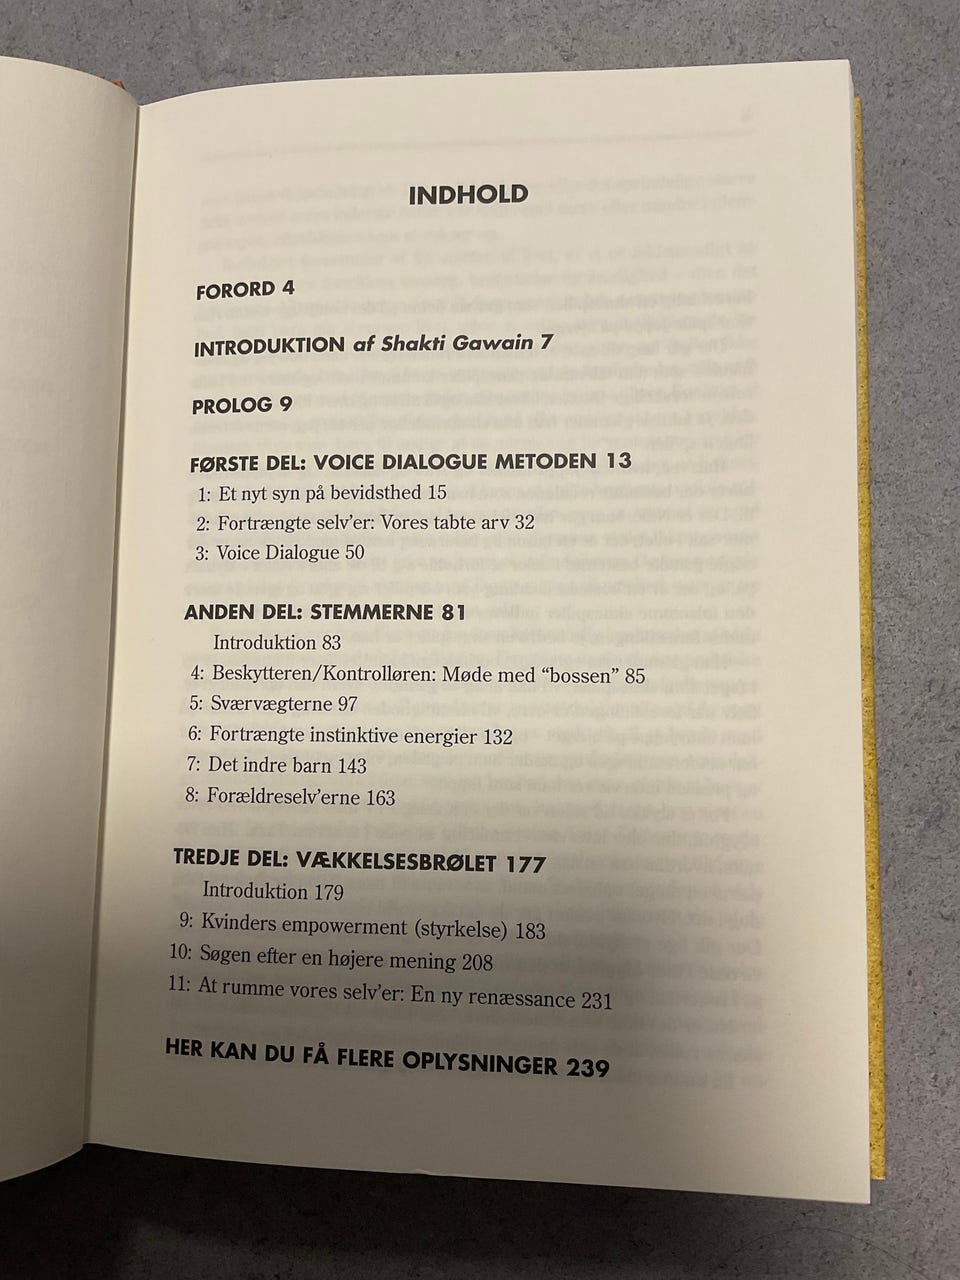 INDHOLD
FORORD 4
INTRODUKTION af Shakti Gawain 7
PROLOG 9
FØRSTE DEL: VOICE DIALOGUE METODEN 13
1: Et nyt syn på bevidsthed 15
2: Fortrængte selv'er: Vores tabte arv 32
3: Voice Dialogue 50
ANDEN DEL: STEMMERNE 81
Introduktion 83
4: Beskytteren/Kontrolløren: Møde med “bossen” 85
5: Sværvægterne 97
6: Fortrængte instinktive energier 132
7: Det indre barn 143
8: Forældreselv'erne 163
TREDJE DEL: VÆKKELSESBRØLET 177
Introduktion 179
9: Kvinders empowerment (styrkelse) 183
10: Søgen efter en højere mening 208
11: At rumme vores selv'er: En ny renæssance 231
HER KAN DU FÅ FLERE OPLYSNINGER 239